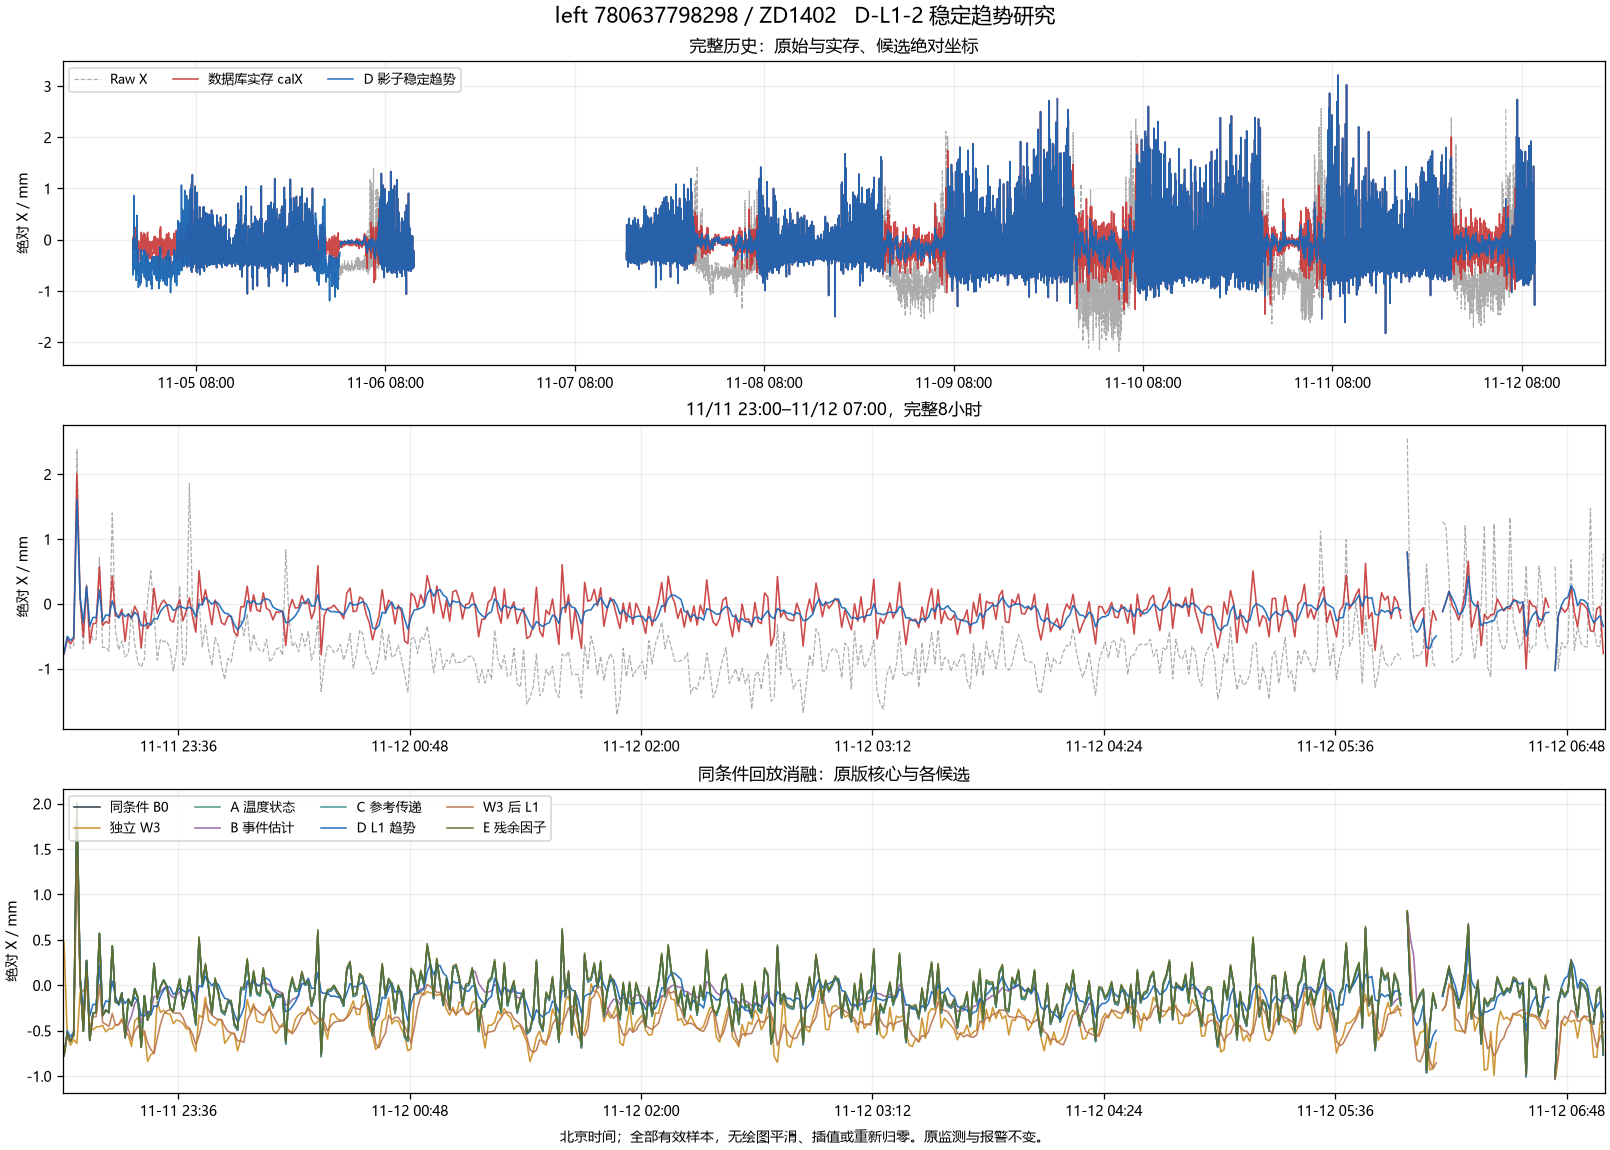 left 780637798298 / ZD1402   D-L1-2 稳定趋势研究
完整历史：原始与实存、候选绝对坐标
Raw X
数据库实存 calX
D 影子稳定趋势
绝对 X / mm
3
2
1
0
-1
-2
11-05 08:00
11-06 08:00
11-07 08:00
11-08 08:00
11-09 08:00
11-10 08:00
11-11 08:00
11-12 08:00
11/11 23:00–11/12 07:00，完整8小时
绝对 X / mm
2
1
0
-1
11-11 23:36
11-12 00:48
11-12 02:00
11-12 03:12
11-12 04:24
11-12 05:36
11-12 06:48
同条件回放消融：原版核心与各候选
同条件 B0
A 温度状态
C 参考传递
W3 后 L1
独立 W3
B 事件估计
D L1 趋势
E 残余因子
绝对 X / mm
2.0
1.5
1.0
0.5
0.0
-0.5
-1.0
11-11 23:36
11-12 00:48
11-12 02:00
11-12 03:12
11-12 04:24
11-12 05:36
11-12 06:48
北京时间；全部有效样本，无绘图平滑、插值或重新归零。原监测与报警不变。